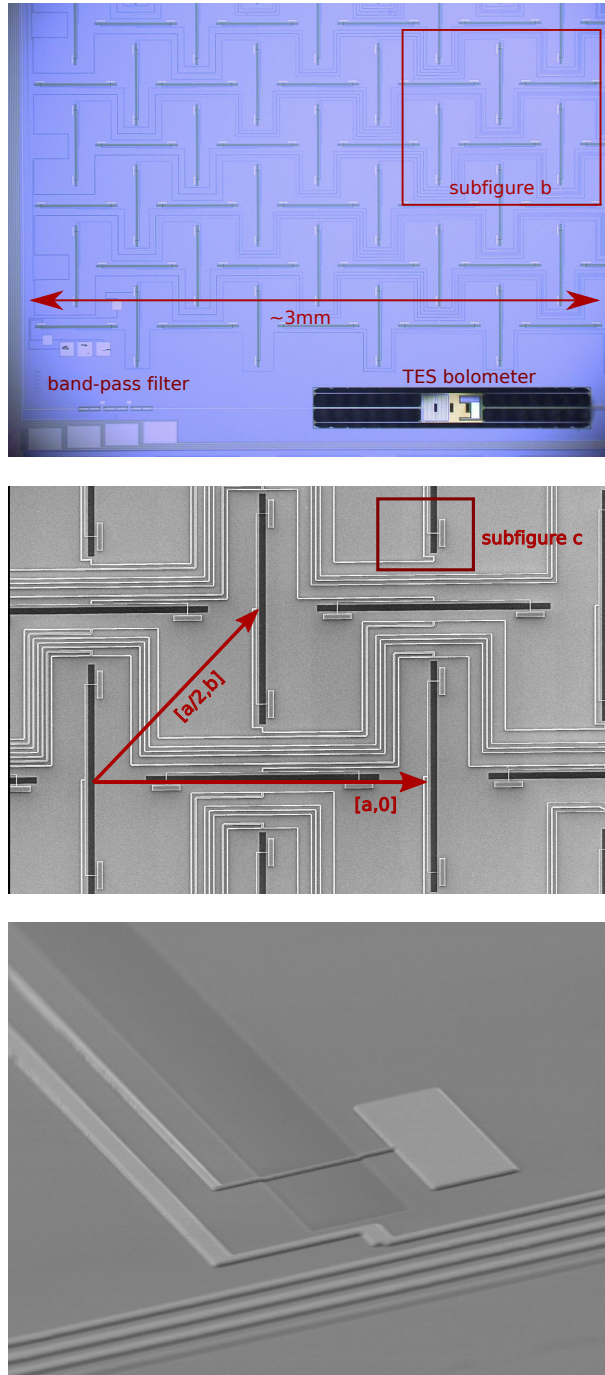 subfigure b
~3mm
band-pass filter
TES bolometer
subfigure c
[a/2,b]
[a,0]